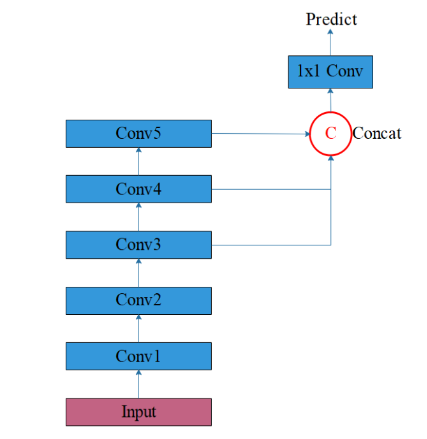 Predict
1x1 Conv
Conv5
C Concat
Conv4
Conv3
Conv2
Conv1
Input